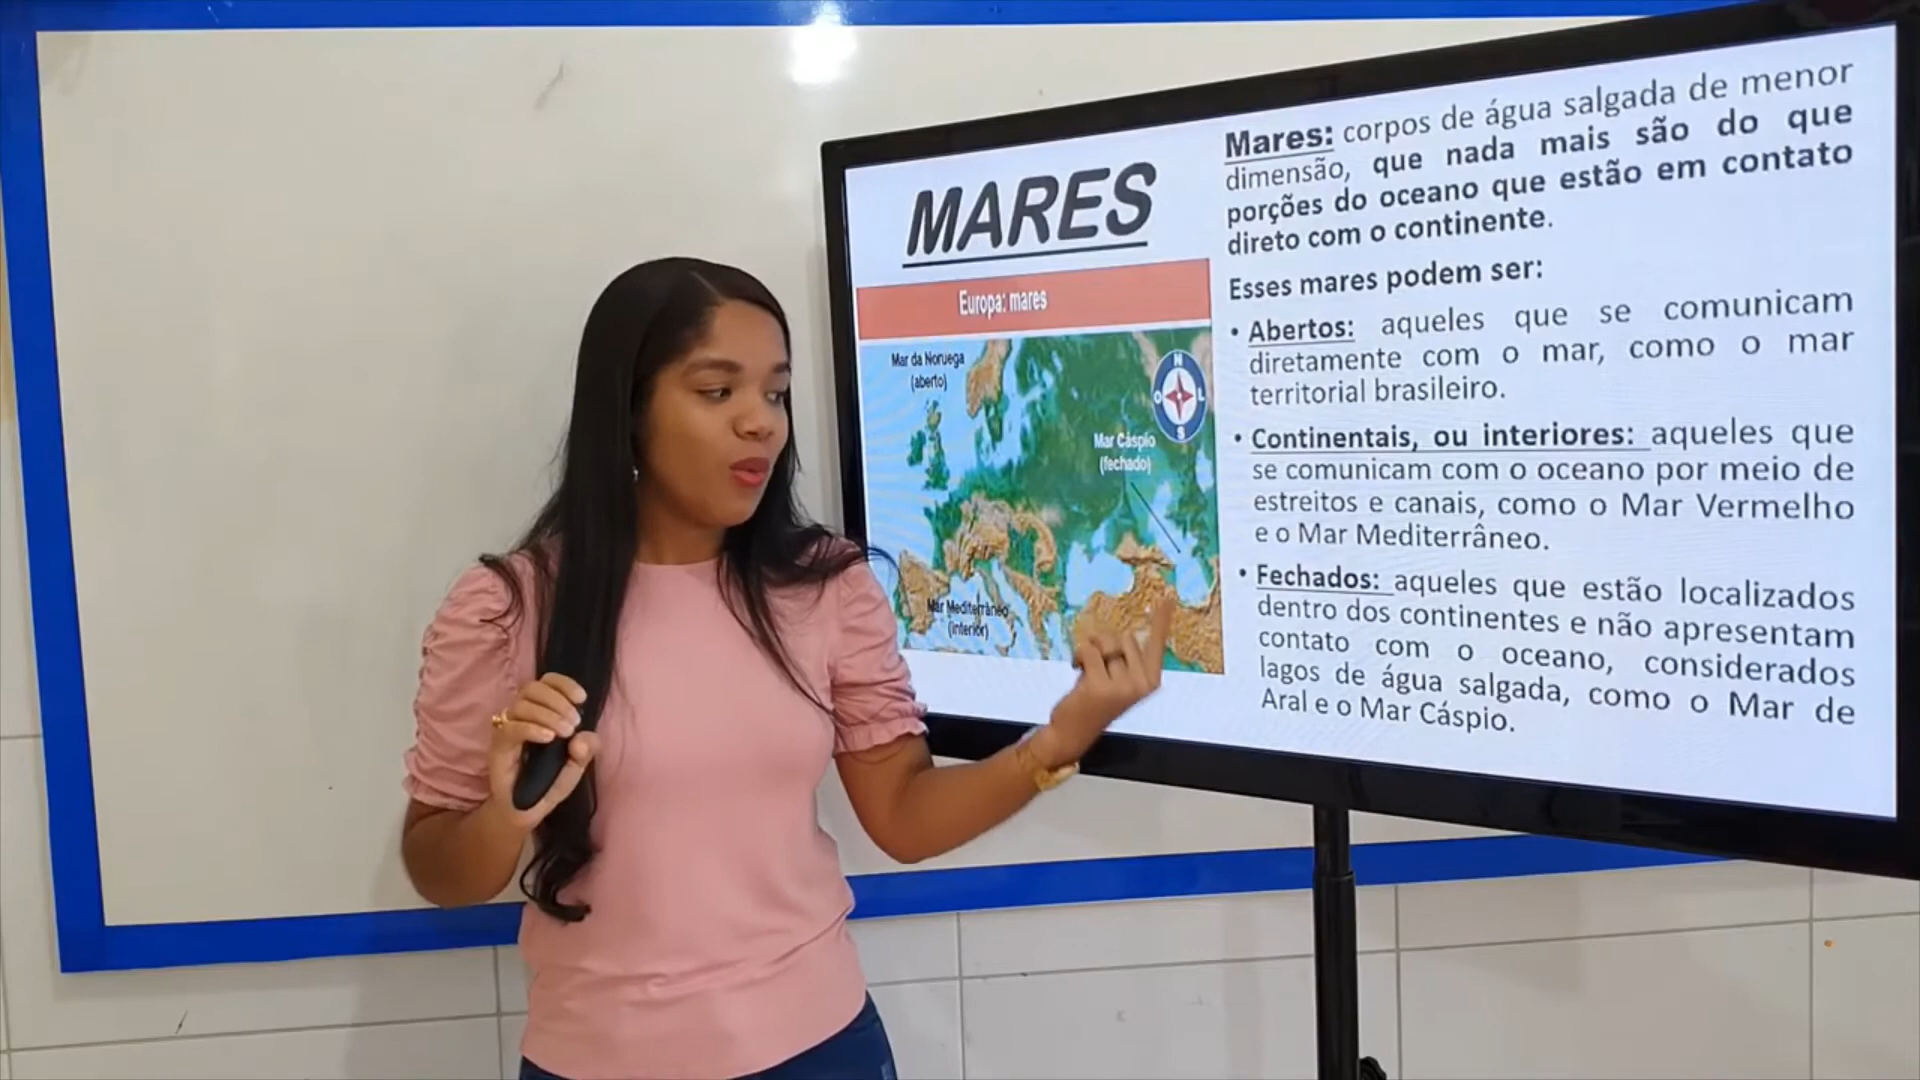 MARES
Europa: mares
Mar da Noruega
(aberto)
N
O
L
S
Mar Cáspio
(fechado)
Mar Mediterrâneo
(interior)
Mares: corpos de água salgada de menor
dimensão, que nada mais são do que
porções do oceano que estão em contato
direto com o continente.
Esses mares podem ser:
• Abertos: aqueles que se comunicam
diretamente com o mar, como o mar
territorial brasileiro.
• Continentais, ou interiores: aqueles que
se comunicam com o oceano por meio de
estreitos e canais, como o Mar Vermelho
e o Mar Mediterrâneo.
• Fechados: aqueles que estão localizados
dentro dos continentes e não apresentam
contato com o oceano, considerados
lagos de água salgada, como o Mar de
Aral e o Mar Cáspio.